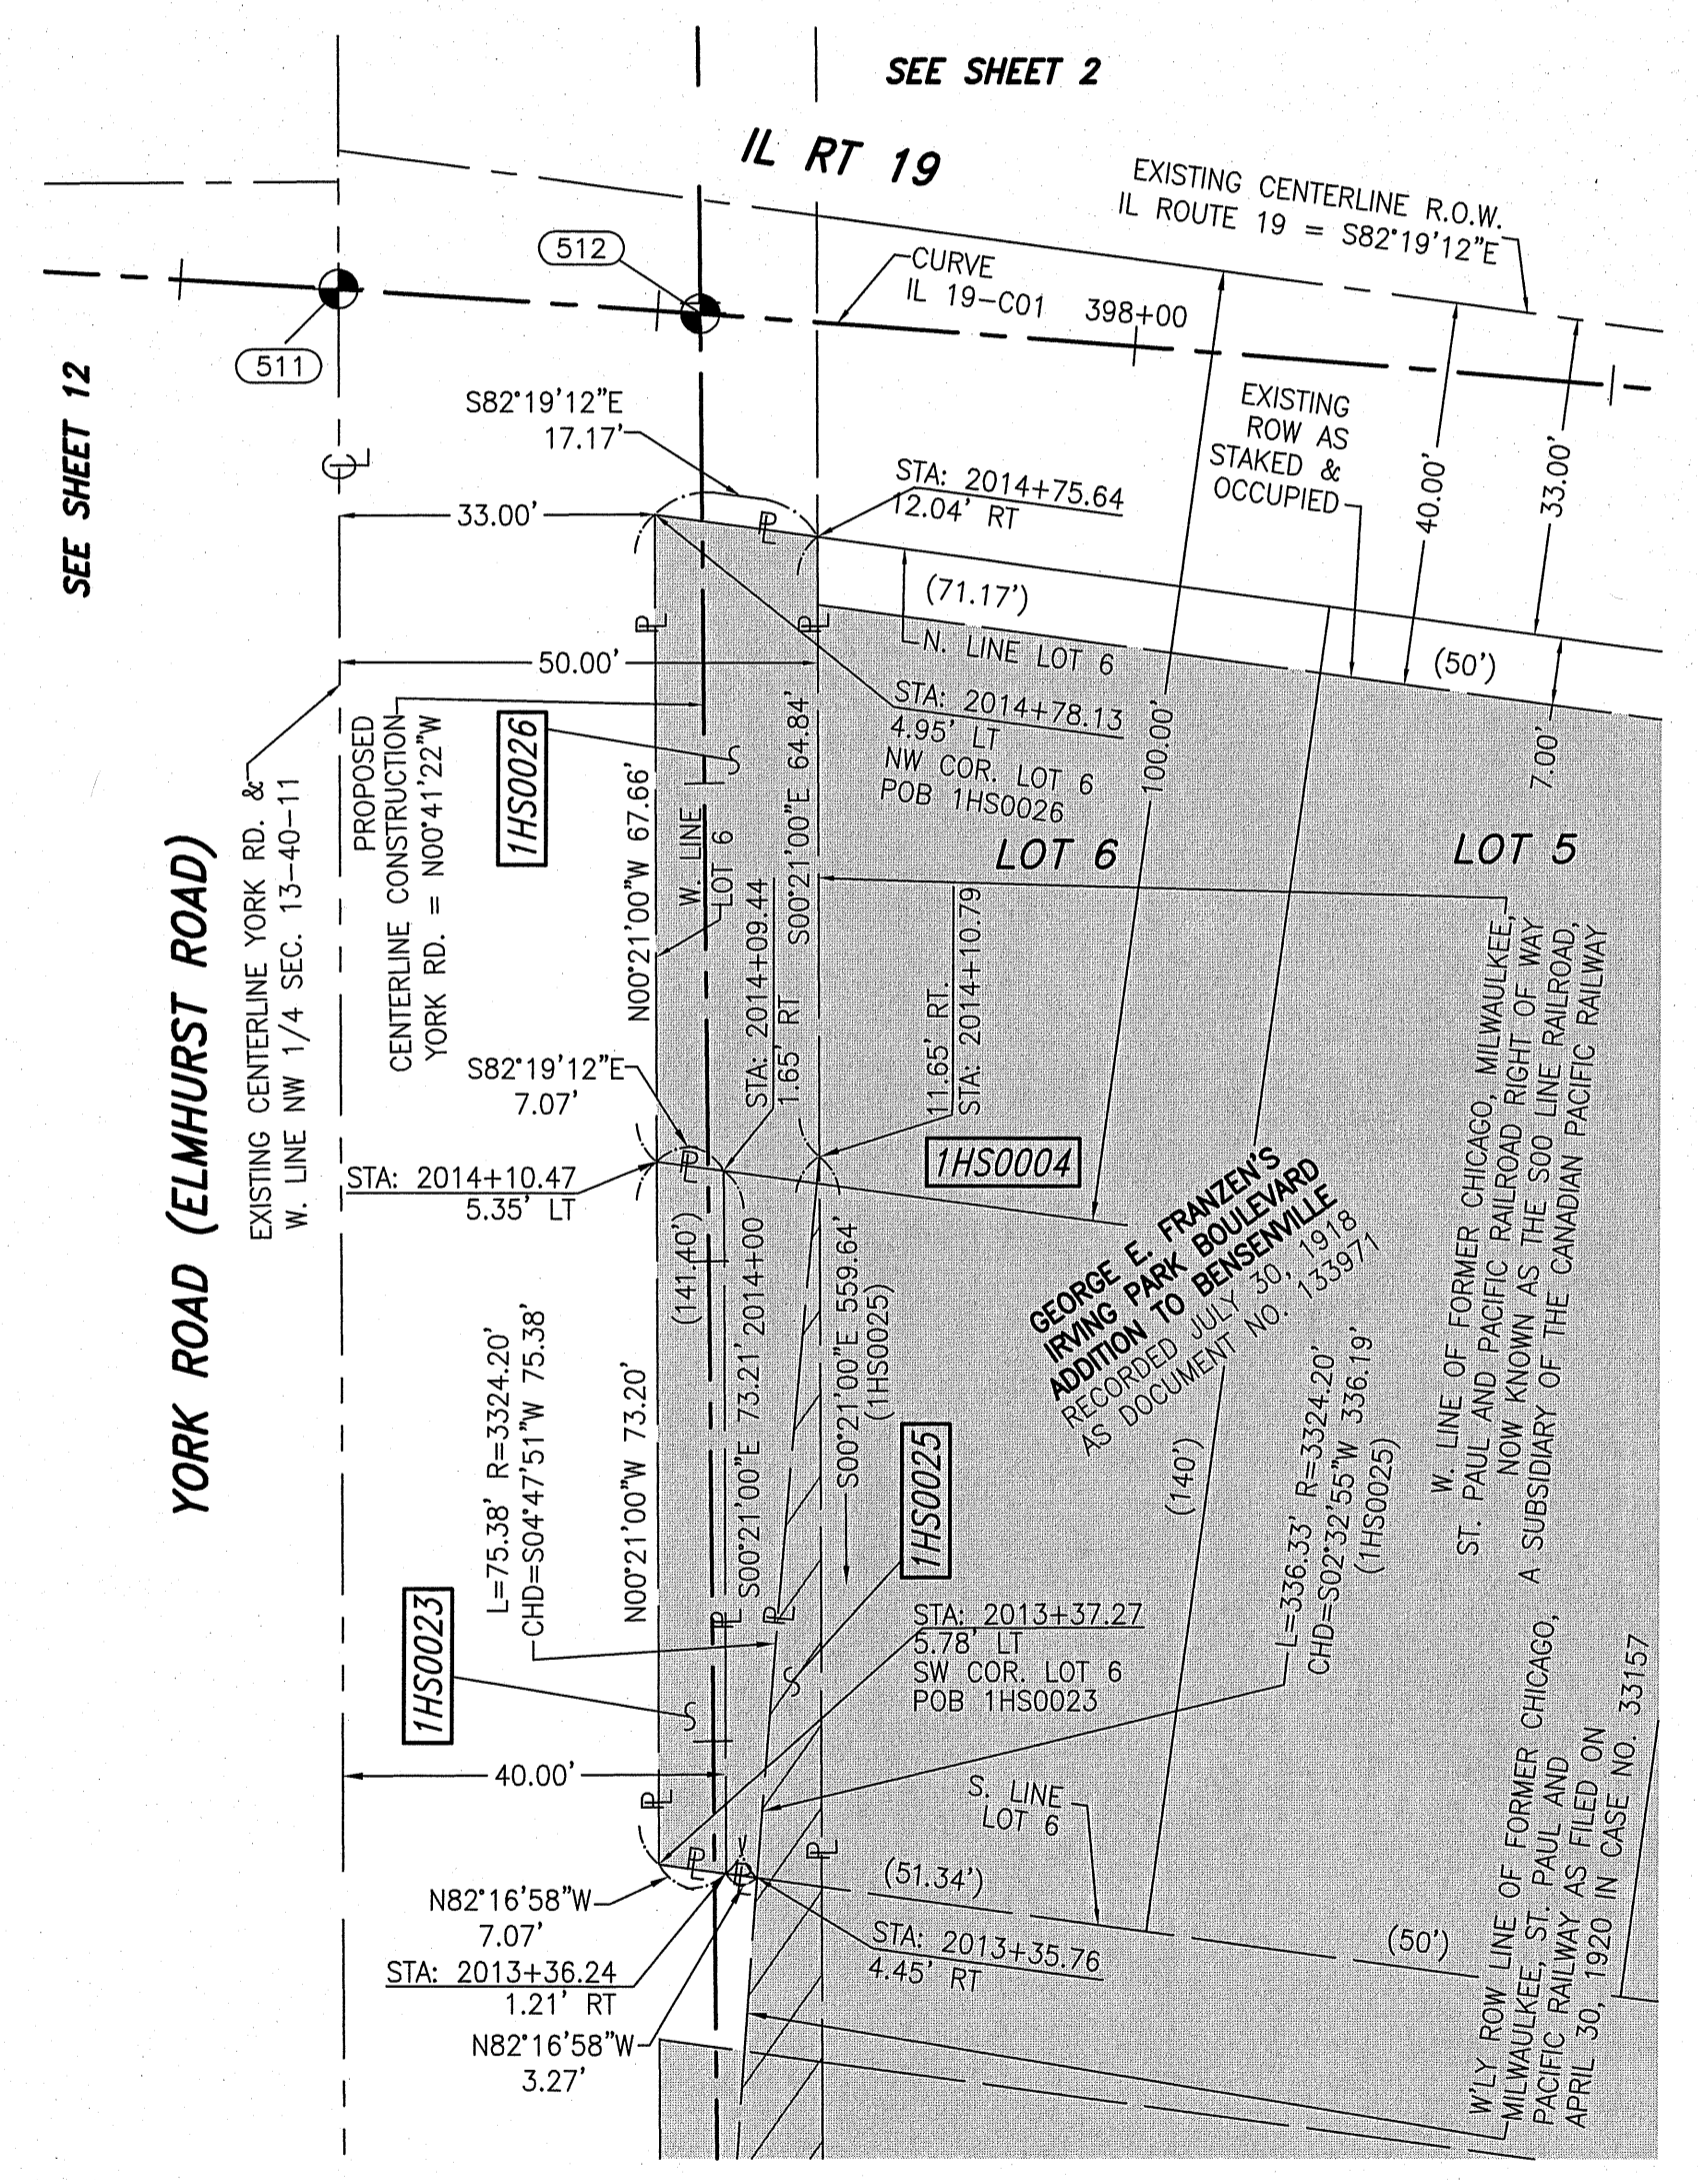 SEE SHEET 2
IL RT 19
EXISTING CENTERLINE R.O.W.
IL ROUTE 19 = S82°19'12"E
512
511
CURVE
IL 19-C01
398+00
SEE SHEET 12
S82°19'12"E
17.17'
EXISTING
ROW AS
STAKED &
OCCUPIED
40.00'
33.00'
STA: 2014+75.64
12.04' RT
33.00'
(71.17')
N. LINE LOT 6
(50')
7.00'
50.00'
100.00'
STA: 2014+78.13
4.95' LT
NW COR. LOT 6
POB 1HS0026
LOT 6
LOT 5
YORK ROAD (ELMHURST ROAD)
EXISTING CENTERLINE YORK RD. &
W. LINE NW 1/4 SEC. 13-40-11
PROPOSED
CENTERLINE CONSTRUCTION
YORK RD. = N00°41'22"W
1HS0026
N00°21'00"W 67.66'
W. LINE
LOT 6
S00°21'00"E 64.84'
STA: 2014+09.44
1.65' RT
11.65' RT.
STA: 2014+10.79
S82°19'12"E
7.07'
STA: 2014+10.47
5.35' LT
1HS0004
(141.40')
2014+00
S00°21'00"E 73.21'
S00°21'00"E 559.64'
(1HS0025)
GEORGE E. FRANZEN'S
IRVING PARK BOULEVARD
ADDITION TO BENSENVILLE
RECORDED JULY 30, 1918
AS DOCUMENT NO. 133971
W. LINE OF FORMER CHICAGO, MILWAULKEE,
ST. PAUL AND PACIFIC RAILROAD RIGHT OF WAY
NOW KNOWN AS THE SOO LINE RAILROAD,
A SUBSIDIARY OF THE CANADIAN PACIFIC RAILWAY
L=75.38' R=3324.20'
CHD=S04°47'51"W 75.38'
N00°21'00"W 73.20'
1HS0025
(140')
L=336.33' R=3324.20'
CHD=S02°32'55"W 336.19'
(1HS0025)
1HS0023
STA: 2013+37.27
5.78' LT
SW COR. LOT 6
POB 1HS0023
40.00'
S. LINE
LOT 6
(51.34')
(50')
N82°16'58"W
7.07'
STA: 2013+36.24
1.21' RT
N82°16'58"W
3.27'
STA: 2013+35.76
4.45' RT
W'LY ROW LINE OF FORMER CHICAGO,
MILWAULKEE, ST. PAUL AND
PACIFIC RAILWAY AS FILED ON
APRIL 30, 1920 IN CASE NO. 33157